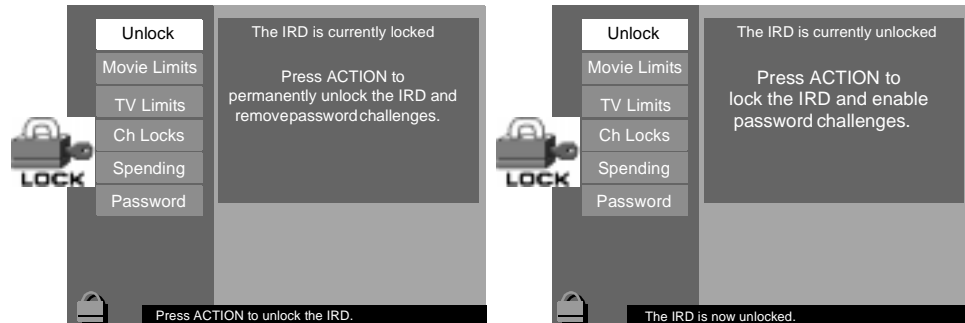 Unlock
Movie Limits
TV Limits
Ch Locks
Spending
Password
LOCK
The IRD is currently locked
Press ACTION to
permanently unlock the IRD and
removepasswordchallenges.
Press ACTION to unlock the IRD.
Unlock
Movie Limits
TV Limits
Ch Locks
Spending
Password
LOCK
The IRD is currently unlocked
Press ACTION to
lock the IRD and enable
password challenges.
The IRD is now unlocked.